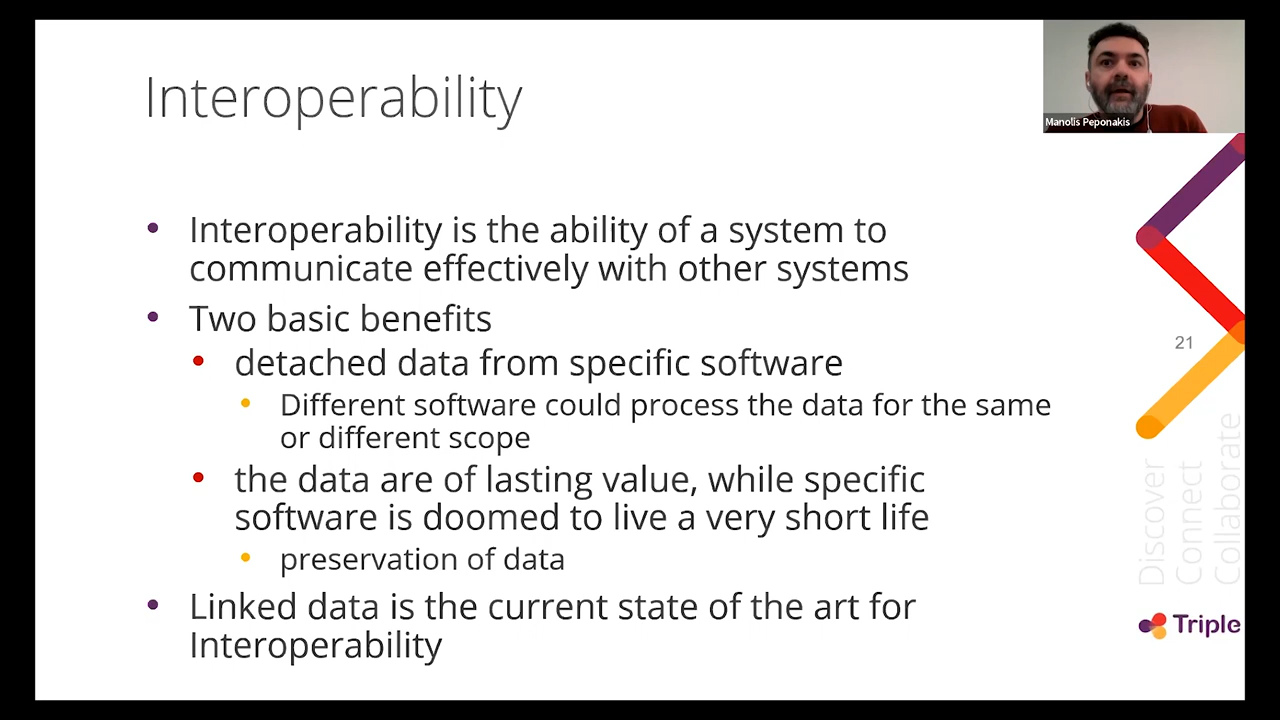 Interoperability
Manolis Peponakis
• Interoperability is the ability of a system to
communicate effectively with other systems
• Two basic benefits
• detached data from specific software
• Different software could process the data for the same
or different scope
• the data are of lasting value, while specific
software is doomed to live a very short life
• preservation of data
• Linked data is the current state of the art for
Interoperability
21
Discover
Connect
Collaborate
Triple